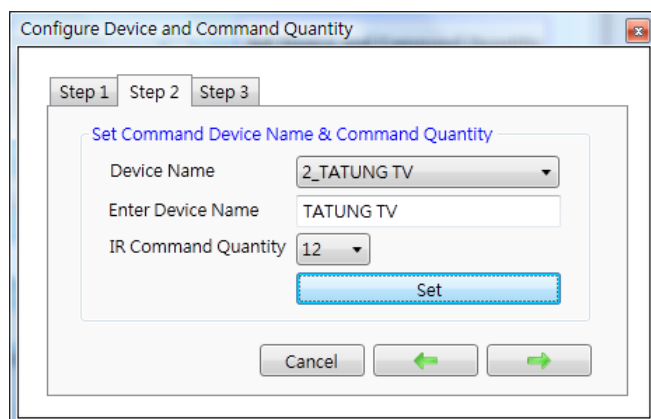 Configure Device and Command Quantity
Step 1 Step 2 Step 3
Set Command Device Name & Command Quantity
Device Name 2_TATUNG TV
Enter Device Name TATUNG TV
IR Command Quantity 12
Set
Cancel